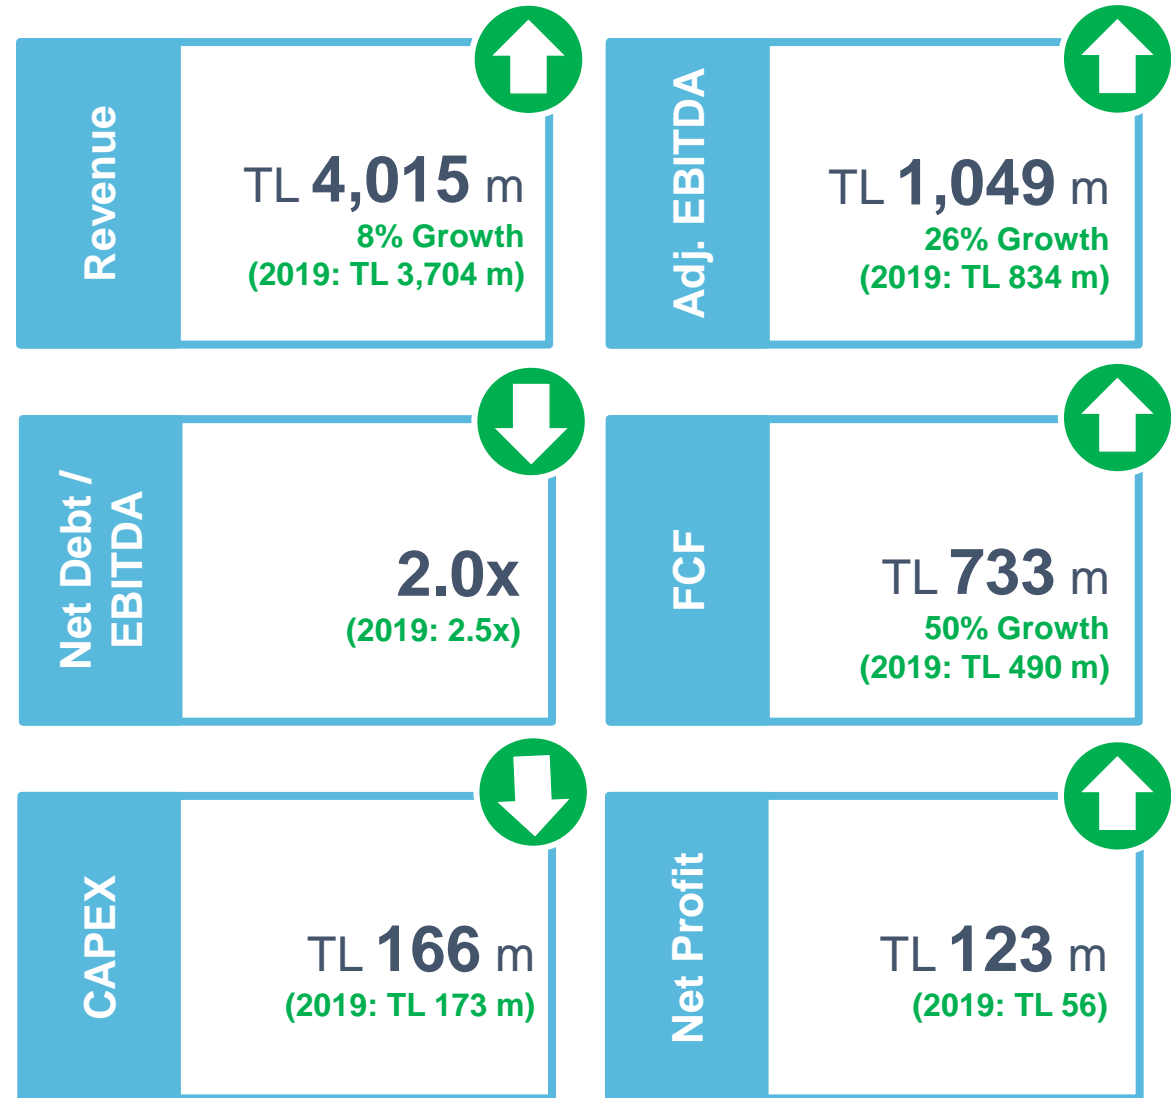 Revenue
TL 4,015 m
8% Growth
(2019: TL 3,704 m)
Adj. EBITDA
TL 1,049 m
26% Growth
(2019: TL 834 m)
Net Debt /
EBITDA
2.0x
(2019: 2.5x)
FCF
TL 733 m
50% Growth
(2019: TL 490 m)
CAPEX
TL 166 m
(2019: TL 173 m)
Net Profit
TL 123 m
(2019: TL 56)